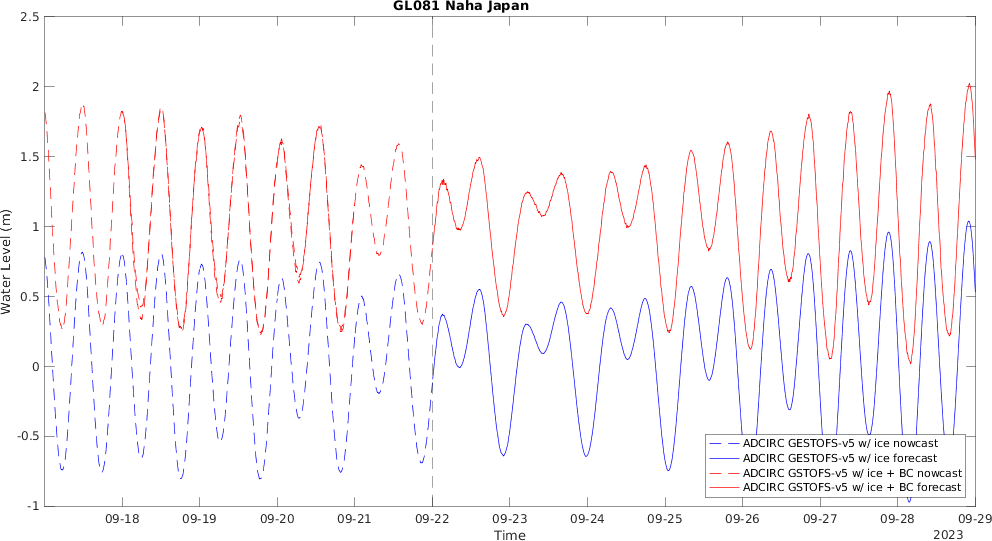 GL081 Naha Japan
2.5
2
1.5
1
0.5
0
-0.5
-1
Water Level (m)
ADCIRC GESTOFS-v5 w/ ice nowcast
ADCIRC GESTOFS-v5 w/ ice forecast
ADCIRC GSTOFS-v5 w/ ice + BC nowcast
ADCIRC GSTOFS-v5 w/ ice + BC forecast
09-18 09-19 09-20 09-21 09-22 09-23 09-24 09-25 09-26 09-27 09-28 09-29
Time
2023